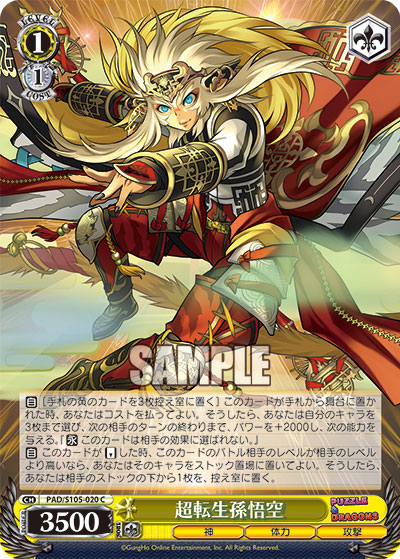 LEVEL
1
1
COST
SAMPLE
自[手札の黄のカードを3枚控え室に置く] このカードが手札から舞台に置か
れた時、あなたはコストを払ってよい。そうしたら、あなたは自分のキャラを
3枚まで選び、次の相手のターンの終わりまで、パワーを+2000し、次の能力を
与える。『永 このカードは相手の効果に選ばれない。』
自 このカードが した時、このカードのバトル相手のレベルが相手のレベル
より高いなら、あなたはそのキャラをストック置場に置いてよい。そうしたら、
あなたは相手のストックの下から1枚を、控え室に置く。
CH PAD/S105-020 C
3500
超転生孫悟空
神
体力
攻撃
PUZZLE & DRAGONS
©GungHo Online Entertainment, Inc. All Rights Reserved.